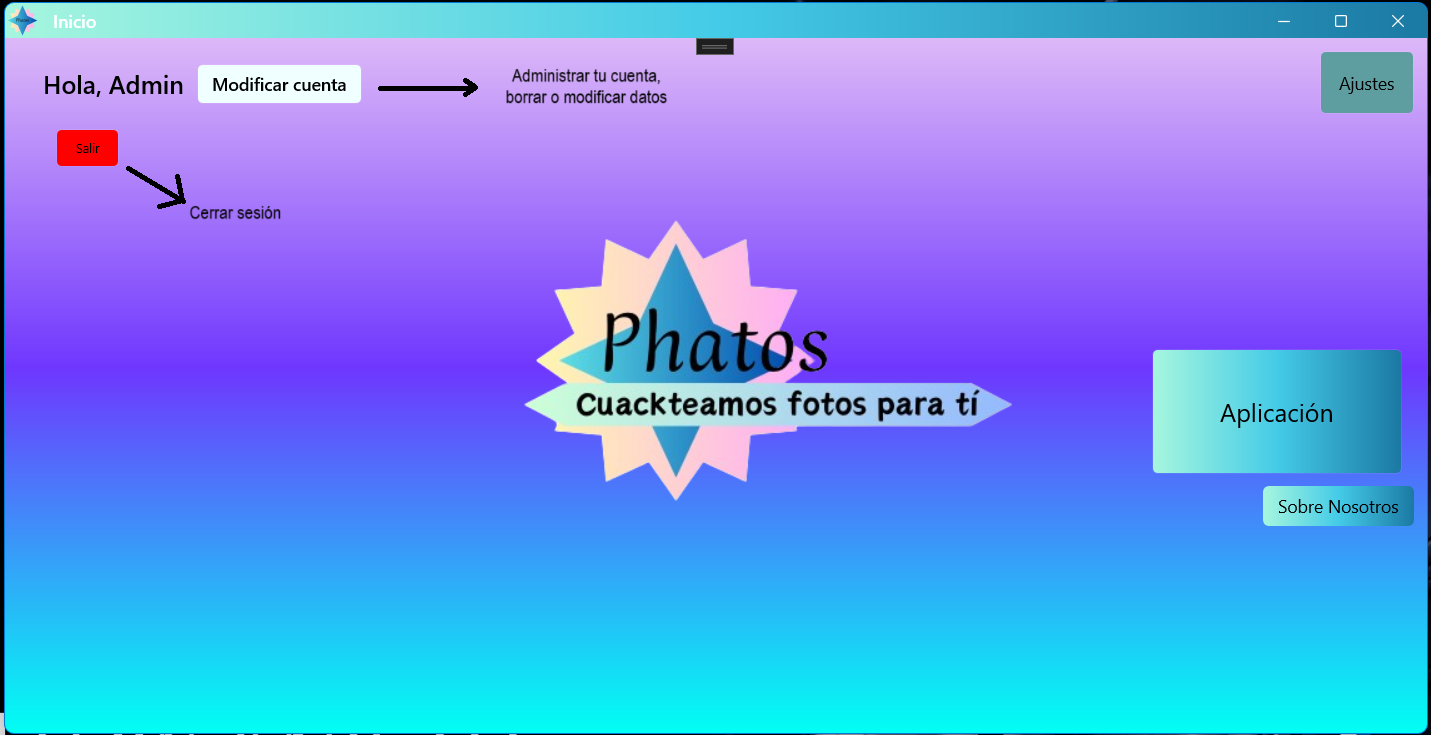 Inicio
Hola, Admin
Modificar cuenta
Administrar tu cuenta,
borrar o modificar datos
Ajustes
Salir
Cerrar sesión
Phatos
Cuackteamos fotos para tí
Aplicación
Sobre Nosotros